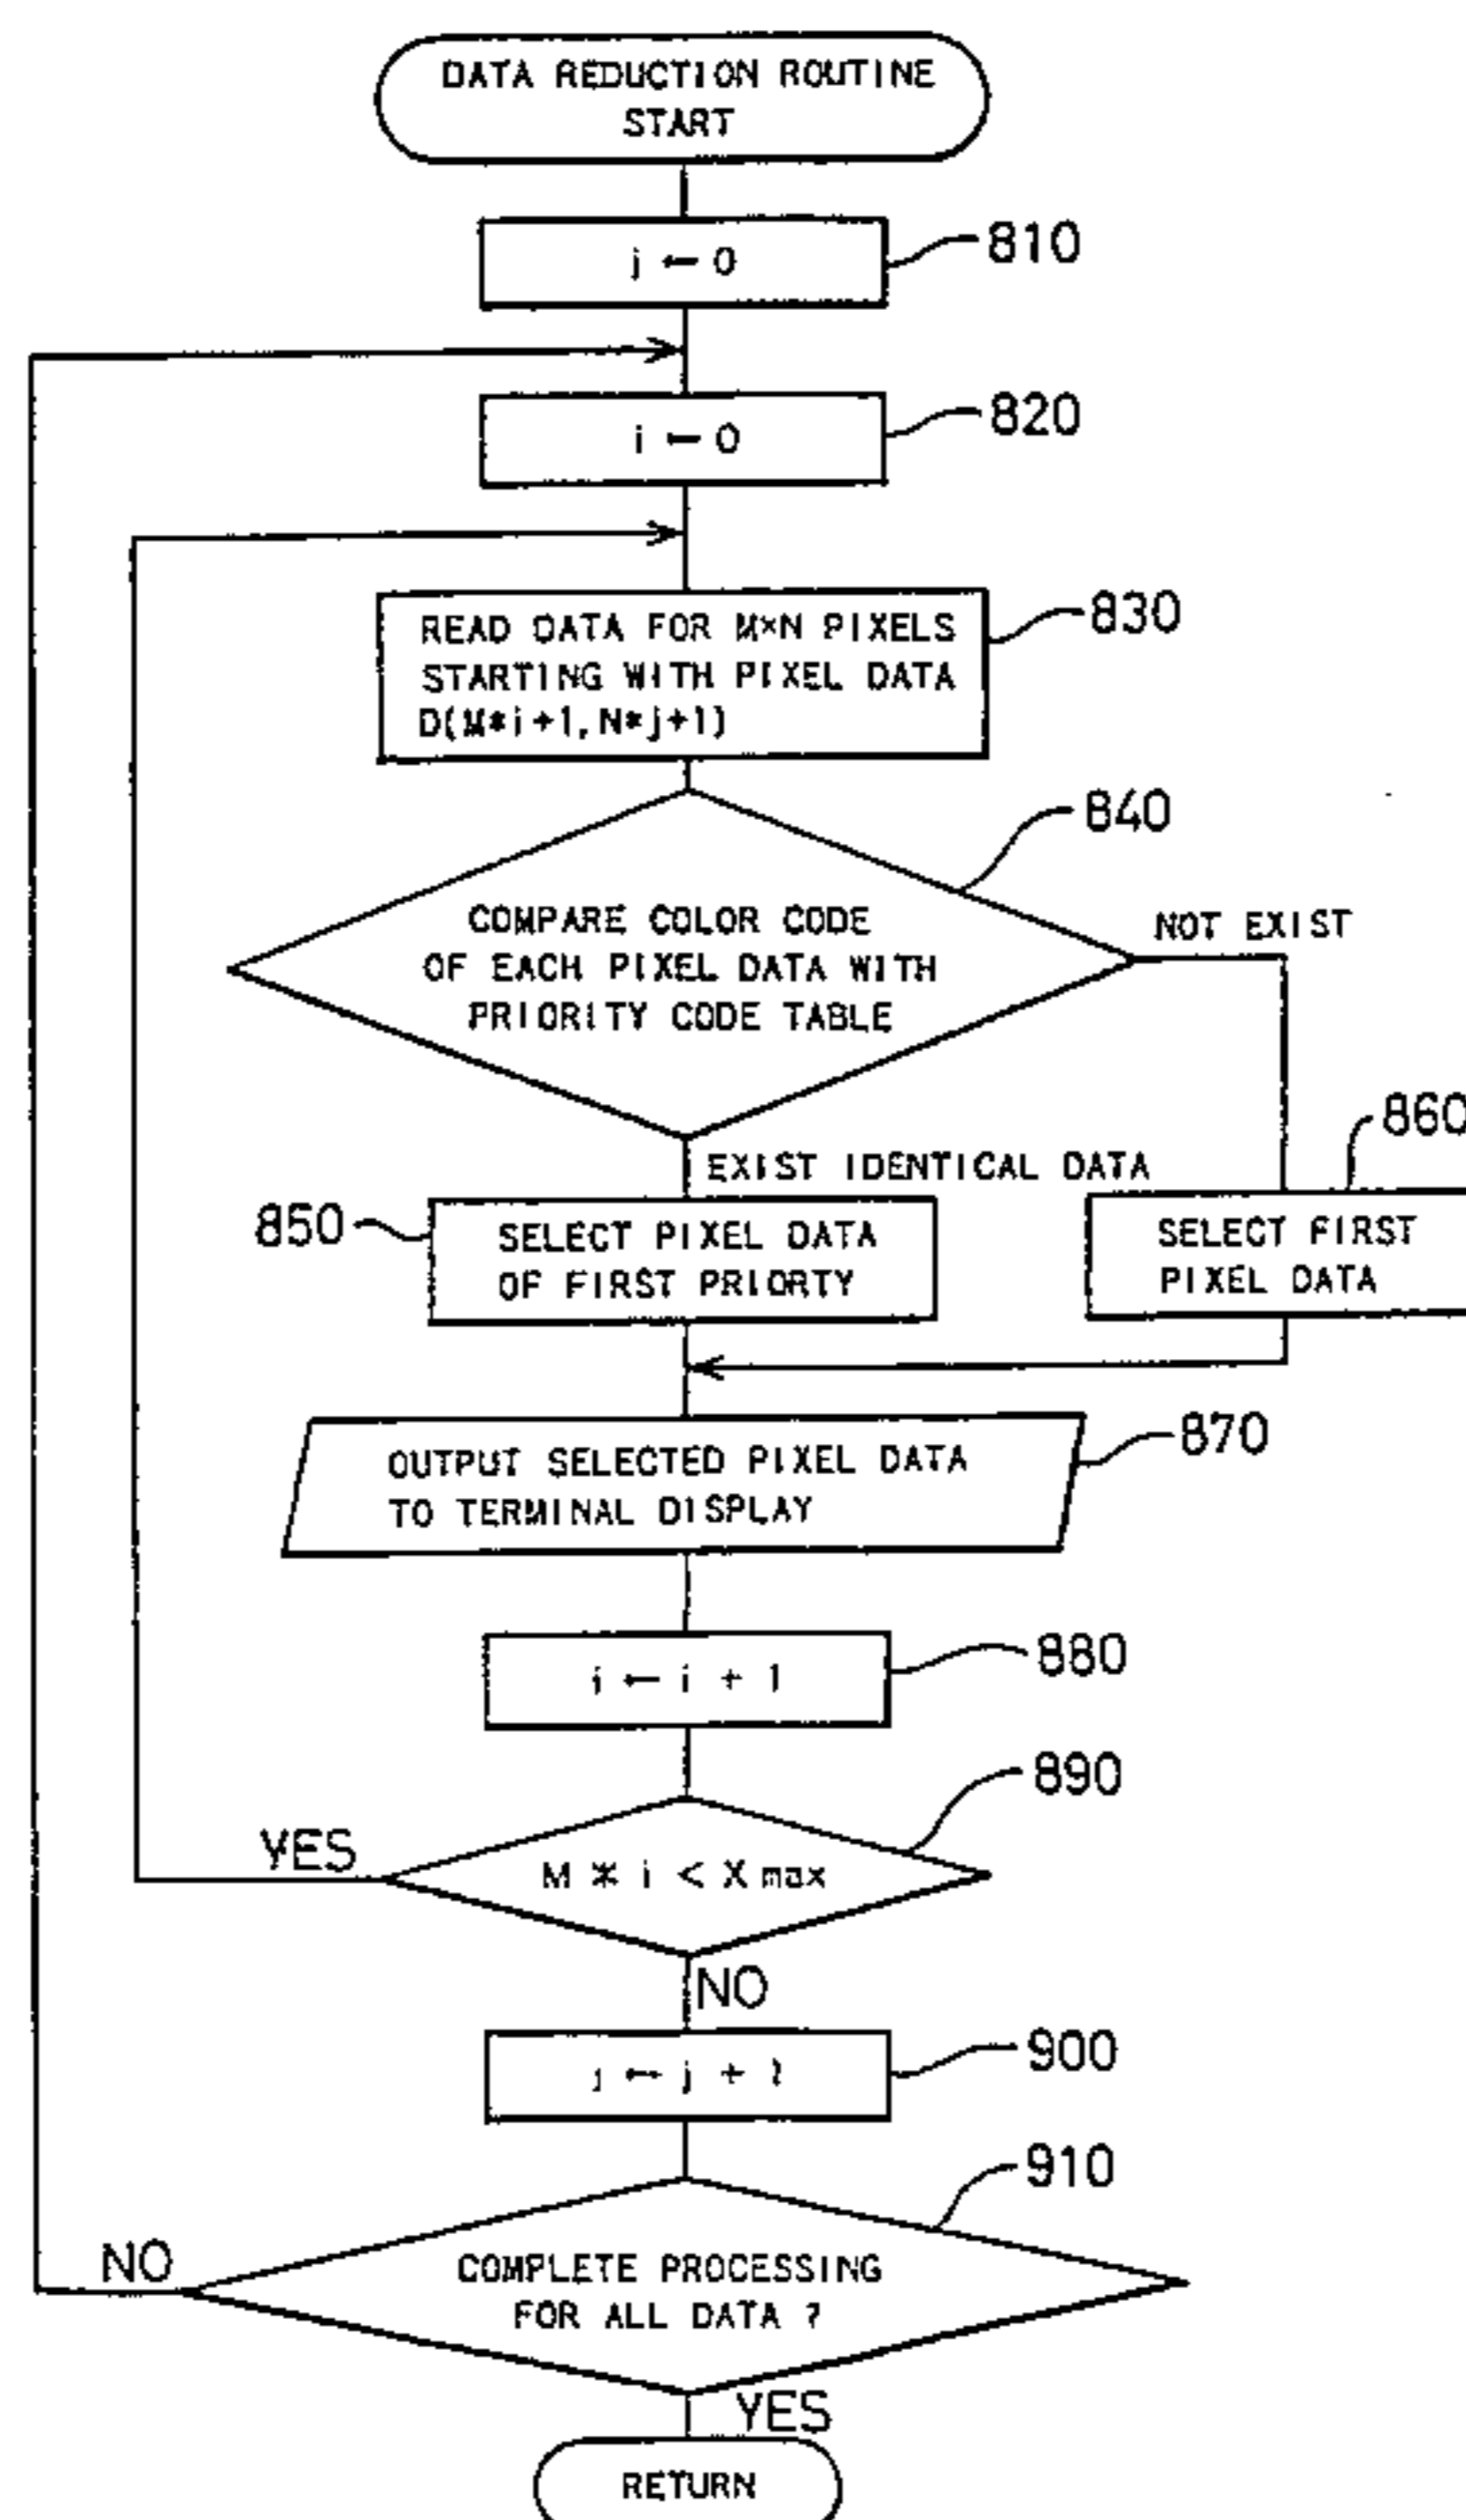 DATA REDUCTION ROUTINE
START
j ← 0
810
i ← 0
820
READ DATA FOR M*N PIXELS
STARTING WITH PIXEL DATA
D(M*i+1,N*j+1)
830
840
COMPARE COLOR CODE
OF EACH PIXEL DATA WITH
PRIORITY CODE TABLE
NOT EXIST
EXIST IDENTICAL DATA
850
SELECT PIXEL DATA
OF FIRST PRIORTY
860
SELECT FIRST
PIXEL DATA
OUTPUT SELECTED PIXEL DATA
TO TERMINAL DISPLAY
870
i ← i + 1
880
890
YES
M * i < X max
NO
j ← j + 1
900
910
NO
COMPLETE PROCESSING
FOR ALL DATA ?
YES
RETURN